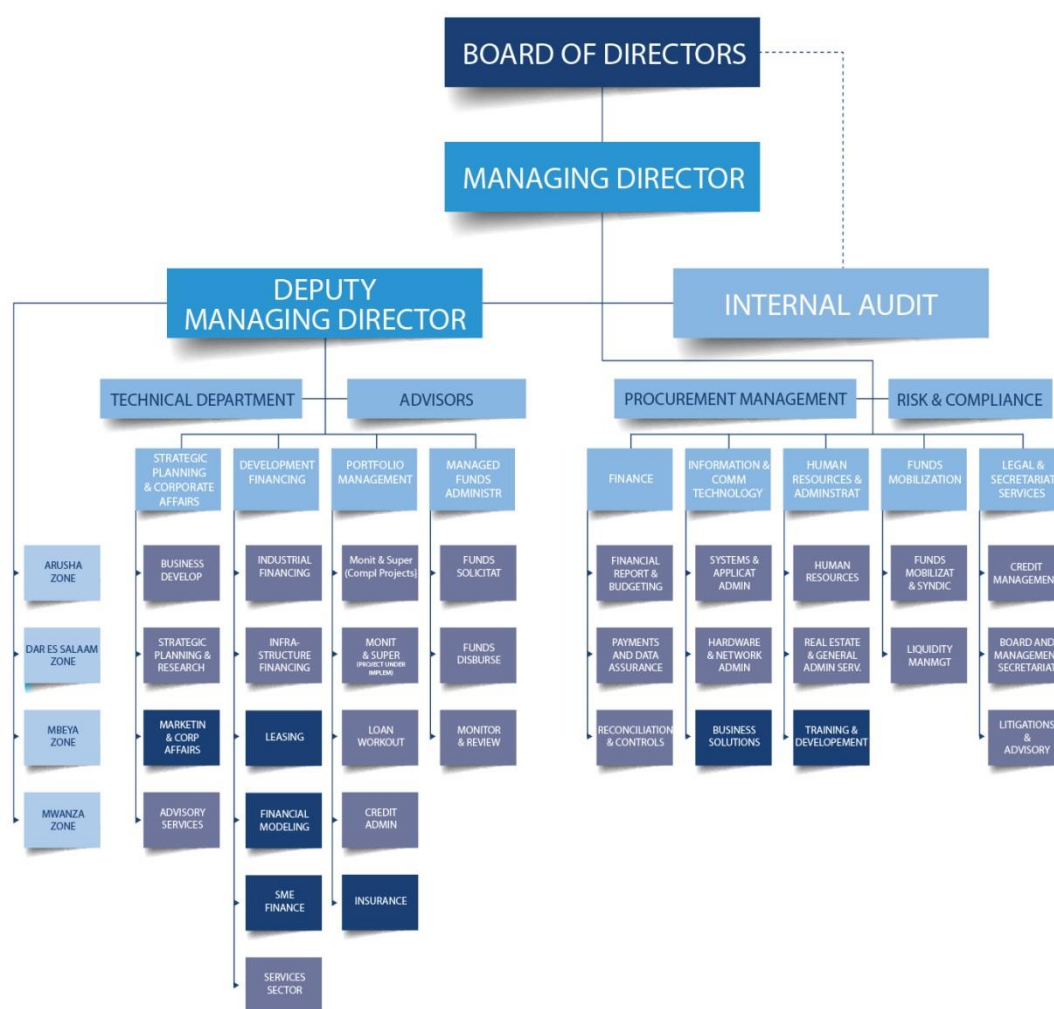 BOARD OF DIRECTORS
MANAGING DIRECTOR
DEPUTY
MANAGING DIRECTOR
INTERNAL AUDIT
TECHNICAL DEPARTMENT
ADVISORS
PROCUREMENT MANAGEMENT
RISK & COMPLIANCE
STRATEGIC
PLANNING
& CORPORATE
AFFAIRS
DEVELOPMENT
FINANCING
PORTFOLIO
MANAGEMENT
MANAGED
FUNDS
ADMINISTR
FINANCE
INFORMATION &
COMM
TECHNOLOGY
HUMAN
RESOURCES &
ADMINSTRAT
FUNDS
MOBILIZATION
LEGAL &
SECRETARIAT
SERVICES
ARUSHA
ZONE
BUSINESS
DEVELOP
INDUSTRIAL
FINANCING
Monit & Super
(Compl Projects}
FUNDS
SOLICITAT
FINANCIAL
REPORT &
BUDGETING
SYSTEMS &
APPLICAT
ADMIN
HUMAN
RESOURCES
FUNDS
MOBILIZAT
& SYNDIC
CREDIT
MANAGEMENT
DAR ES SALAAM
ZONE
STRATEGIC
PLANNING &
RESEARCH
INFRA-
STRUCTURE
FINANCING
MONIT
& SUPER
(PROJECT UNDER
IMPLEM)
FUNDS
DISBURSE
PAYMENTS
AND DATA
ASSURANCE
HARDWARE
& NETWORK
ADMIN
REAL ESTATE
& GENERAL
ADMIN SERV.
LIQUIDITY
MANMGT
BOARD AND
MANAGEMENT
SECRETARIAT
MBEYA
ZONE
MARKETIN
& CORP
AFFAIRS
LEASING
LOAN
WORKOUT
MONITOR
& REVIEW
RECONCILIATION
& CONTROLS
BUSINESS
SOLUTIONS
TRAINING &
DEVELOPEMENT
LITIGATIONS
&
ADVISORY
MWANZA
ZONE
ADVISORY
SERVICES
FINANCIAL
MODELING
CREDIT
ADMIN
SME
FINANCE
INSURANCE
SERVICES
SECTOR